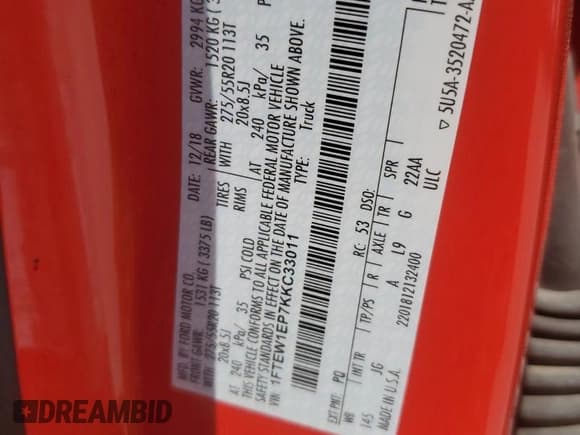 MFD. BY FORD MOTOR CO.
DATE: 12/18 GVWR: 2994 KG
FRONT GAWR: 1531 KG (3375 LB) REAR GAWR: 1520 KG
275/55R20 113T TIRES WITH 275/55R20 113T
20x8.5J RIMS 20x8.5J
AT 240 kPa/ 35 PSI COLD AT 240 kPa/ 35
THIS VEHICLE CONFORMS TO ALL APPLICABLE FEDERAL MOTOR VEHICLE
SAFETY STANDARDS IN EFFECT ON THE DATE OF MANUFACTURE SHOWN ABOVE.
VIN: 1FTEW1EP7KKC33011 TYPE: Truck
EXT PNT: PQ RC: 53 DSO:
WB INT TR TP/PS R AXLE TR SPR
145 JG A L9 G 22AA
MADE IN U.S.A. 2201812132400 ULC
▽ 5U5A-3520472-A
DREAMBID